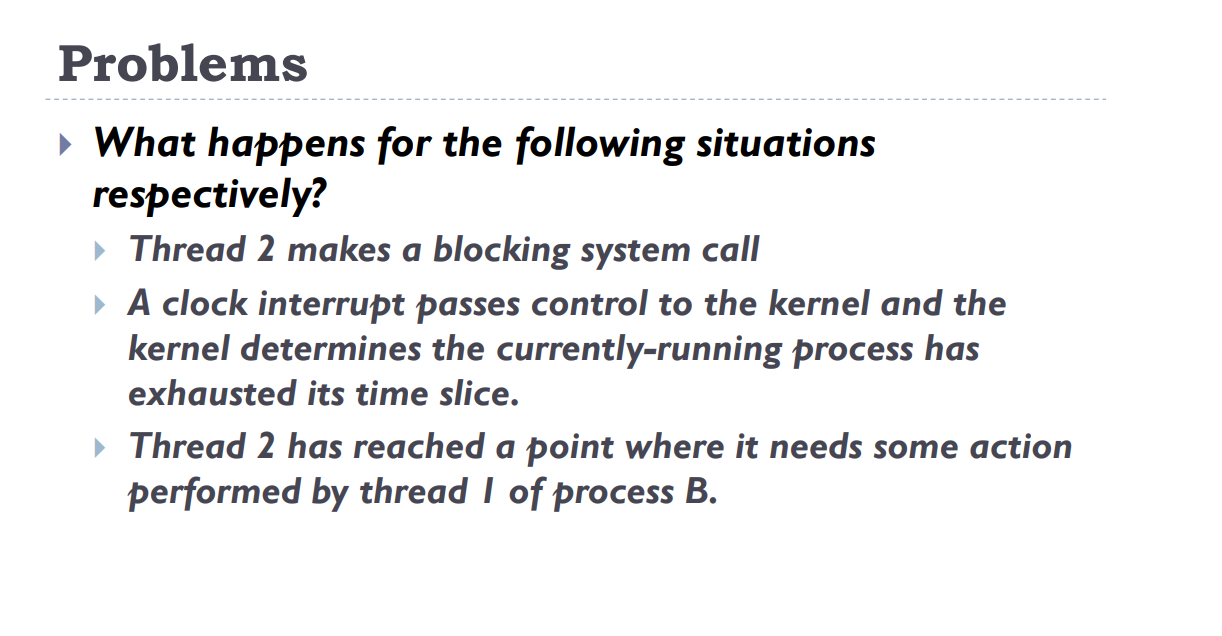 Problems
What happens for the following situations
respectively?
Thread 2 makes a blocking system call
A clock interrupt passes control to the kernel and the
kernel determines the currently-running process has
exhausted its time slice.
Thread 2 has reached a point where it needs some action
performed by thread 1 of process B.